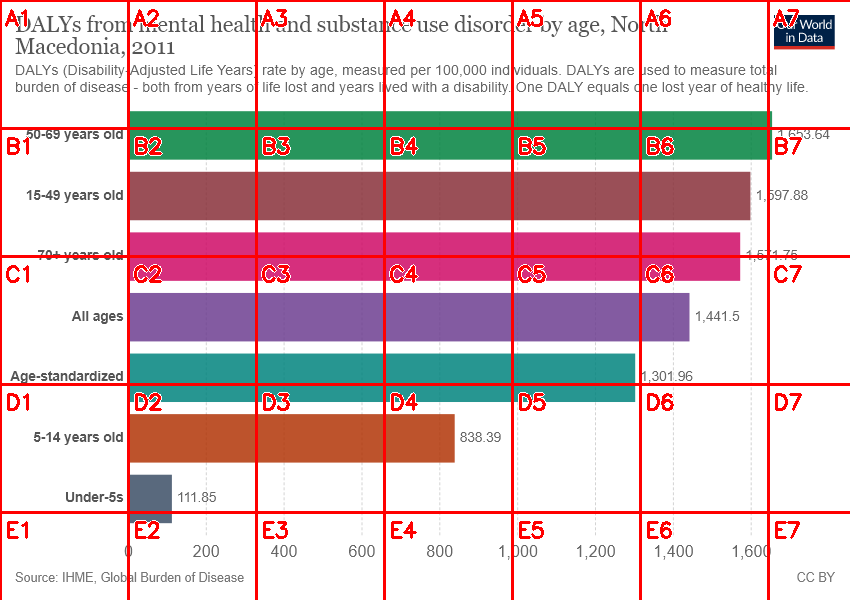 DALYs from mental health and substance use disorder by age, North
Macedonia, 2011
Our World
in Data
DALYs (Disability-Adjusted Life Years) rate by age, measured per 100,000 individuals. DALYs are used to measure total
burden of disease - both from years of life lost and years lived with a disability. One DALY equals one lost year of healthy life.
50-69 years old 1,653.64
15-49 years old 1,597.88
70+ years old 1,571.75
All ages 1,441.5
Age-standardized 1,301.96
5-14 years old 838.39
Under-5s 111.85
0 200 400 600 800 1,000 1,200 1,400 1,600
Source: IHME, Global Burden of Disease CC BY
A1 A2 A3 A4 A5 A6 A7
B1 B2 B3 B4 B5 B6 B7
C1 C2 C3 C4 C5 C6 C7
D1 D2 D3 D4 D5 D6 D7
E1 E2 E3 E4 E5 E6 E7